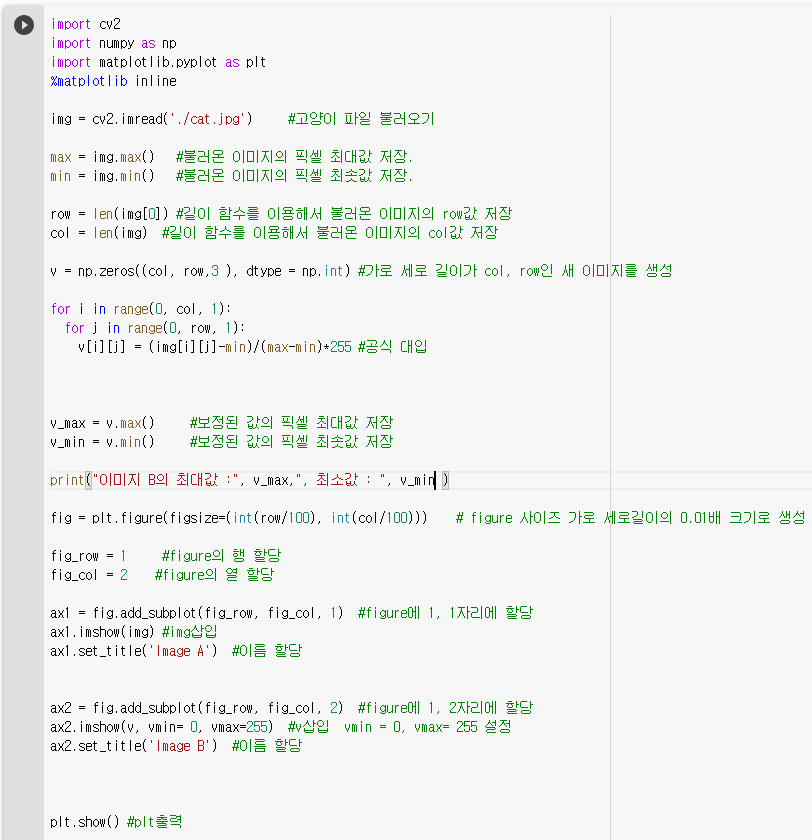 import cv2
import numpy as np
import matplotlib.pyplot as plt
%matplotlib inline
img = cv2.imread('./cat.jpg')     #고양이 파일 불러오기
max = img.max()   #불러온 이미지의 픽셀 최대값 저장.
min = img.min()   #불러온 이미지의 픽셀 최솟값 저장.
row = len(img[0]) #길이 함수를 이용해서 불러온 이미지의 row값 저장
col = len(img)  #길이 함수를 이용해서 불러온 이미지의 col값 저장
v = np.zeros((col, row,3 ), dtype = np.int) #가로 세로 길이가 col, row인 새 이미지를 생성
for i in range(0, col, 1):
  for j in range(0, row, 1):
    v[i][j] = (img[i][j]-min)/(max-min)*255 #공식 대입
v_max = v.max()     #보정된 값의 픽셀 최대값 저장
v_min = v.min()     #보정된 값의 픽셀 최솟값 저장
print("이미지 B의 최대값 :", v_max,", 최소값 : ", v_min )
fig = plt.figure(figsize=(int(row/100), int(col/100)))    # figure 사이즈 가로 세로길이의 0.01배 크기로 생성
fig_row = 1     #figure의 행 할당
fig_col = 2    #figure의 열 할당
ax1 = fig.add_subplot(fig_row, fig_col, 1)  #figure에 1, 1자리에 할당
ax1.imshow(img) #img삽입
ax1.set_title('Image A')  #이름 할당
ax2 = fig.add_subplot(fig_row, fig_col, 2)  #figure에 1, 2자리에 할당
ax2.imshow(v, vmin= 0, vmax=255)  #v삽입  vmin = 0, vmax= 255 설정
ax2.set_title('Image B')  #이름 할당
plt.show() #plt출력